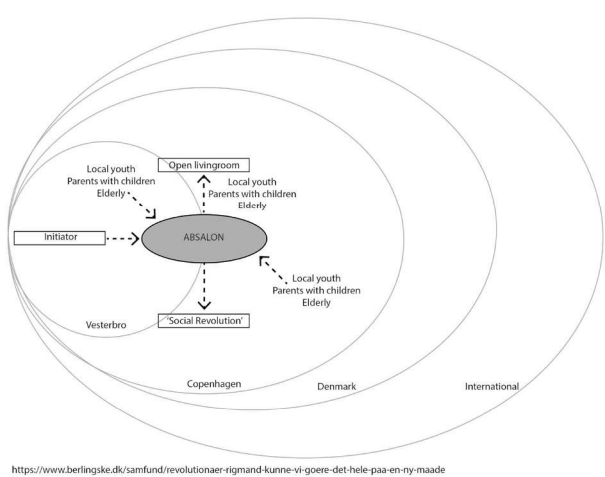 Open livingroom
Local youth
Parents with children
Elderly
Local youth
Parents with children
Elderly
Initiator
ABSALON
Local youth
Parents with children
Elderly
'Social Revolution'
Vesterbro
Copenhagen
Denmark
International
https://www.berlingske.dk/samfund/revolutionaer-rigmand-kunne-vi-goere-det-hele-paa-en-ny-maade